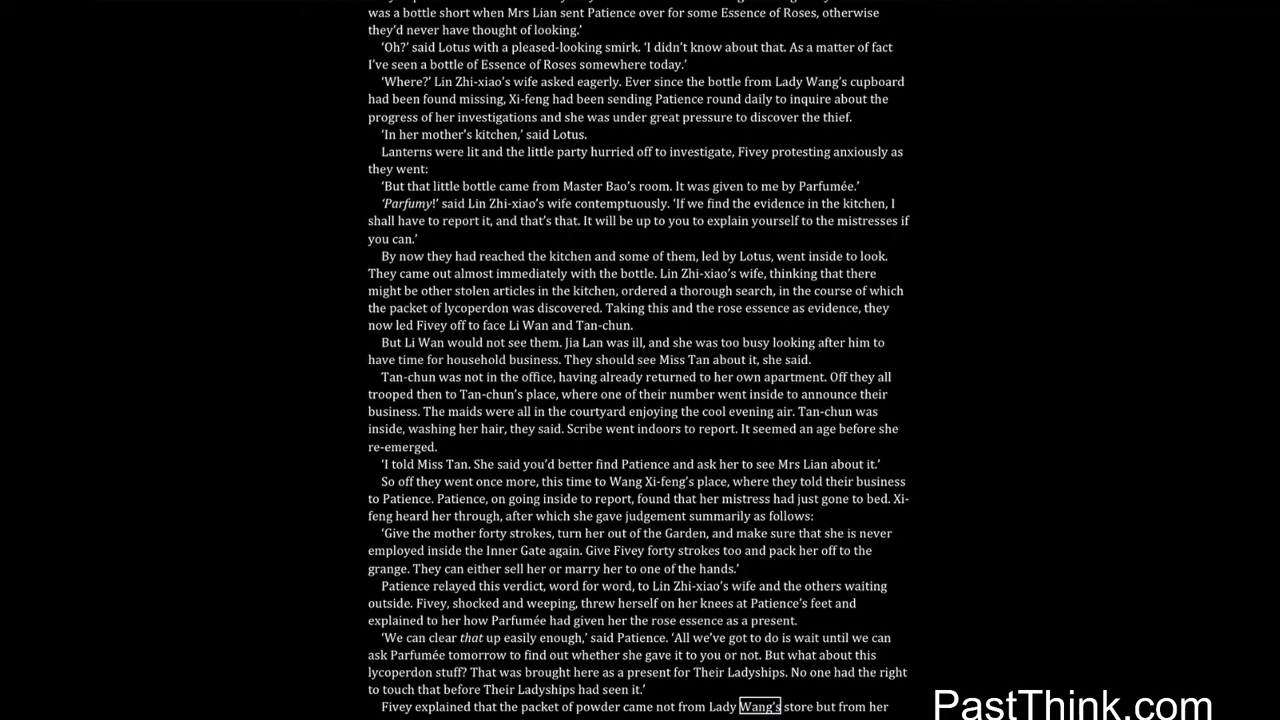 was a bottle short when Mrs Lian sent Patience over for some Essence of Roses, otherwise
they’d never have thought of looking.’
‘Oh?’ said Lotus with a pleased-looking smirk. ‘I didn’t know about that. As a matter of fact
I’ve seen a bottle of Essence of Roses somewhere today.’
‘Where?’ Lin Zhi-xiao’s wife asked eagerly. Ever since the bottle from Lady Wang’s cupboard
had been found missing, Xi-feng had been sending Patience round daily to inquire about the
progress of her investigations and she was under great pressure to discover the thief.
‘In her mother’s kitchen,’ said Lotus.
Lanterns were lit and the little party hurried off to investigate, Fivey protesting anxiously as
they went:
‘But that little bottle came from Master Bao’s room. It was given to me by Parfumée.’
‘Parfumy!’ said Lin Zhi-xiao’s wife contemptuously. ‘If we find the evidence in the kitchen, I
shall have to report it, and that’s that. It will be up to you to explain yourself to the mistresses if
you can.’
By now they had reached the kitchen and some of them, led by Lotus, went inside to look.
They came out almost immediately with the bottle. Lin Zhi-xiao’s wife, thinking that there
might be other stolen articles in the kitchen, ordered a thorough search, in the course of which
the packet of lycoperdon was discovered. Taking this and the rose essence as evidence, they
now led Fivey off to face Li Wan and Tan-chun.
But Li Wan would not see them. Jia Lan was ill, and she was too busy looking after him to
have time for household business. They should see Miss Tan about it, she said.
Tan-chun was not in the office, having already returned to her own apartment. Off they all
trooped then to Tan-chun’s place, where one of their number went inside to announce their
business. The maids were all in the courtyard enjoying the cool evening air. Tan-chun was
inside, washing her hair, they said. Scribe went indoors to report. It seemed an age before she
re-emerged.
‘I told Miss Tan. She said you’d better find Patience and ask her to see Mrs Lian about it.’
So off they went once more, this time to Wang Xi-feng’s place, where they told their business
to Patience. Patience, on going inside to report, found that her mistress had just gone to bed. Xi-
feng heard her through, after which she gave judgement summarily as follows:
‘Give the mother forty strokes, turn her out of the Garden, and make sure that she is never
employed inside the Inner Gate again. Give Fivey forty strokes too and pack her off to the
grange. They can either sell her or marry her to one of the hands.’
Patience relayed this verdict, word for word, to Lin Zhi-xiao’s wife and the others waiting
outside. Fivey, shocked and weeping, threw herself on her knees at Patience’s feet and
explained to her how Parfumée had given her the rose essence as a present.
‘We can clear that up easily enough,’ said Patience. ‘All we’ve got to do is wait until we can
ask Parfumée tomorrow to find out whether she gave it to you or not. But what about this
lycoperdon stuff? That was brought here as a present for Their Ladyships. No one had the right
to touch that before Their Ladyships had seen it.’
Fivey explained that the packet of powder came not from Lady Wang’s store but from her
PastThink.com